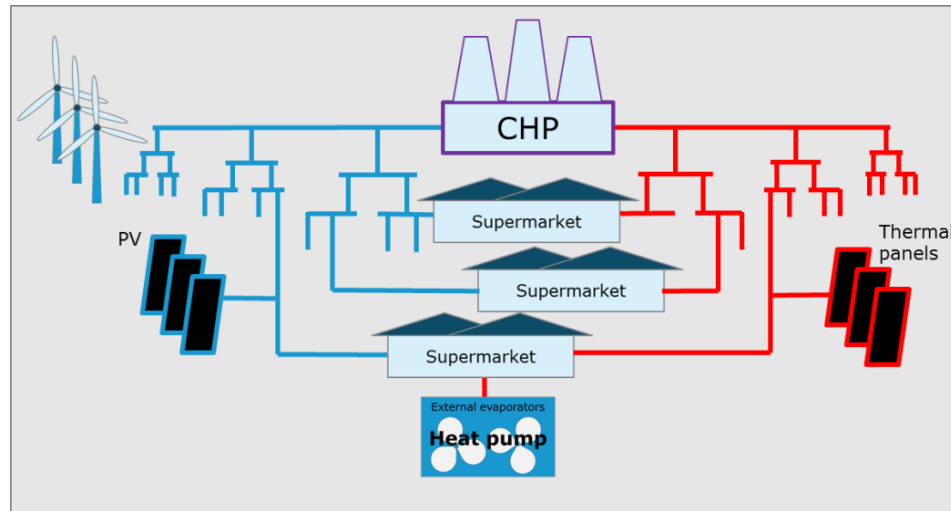 CHP
Supermarket
PV
Thermal
panels
Supermarket
Supermarket
External evaporators
Heat pump